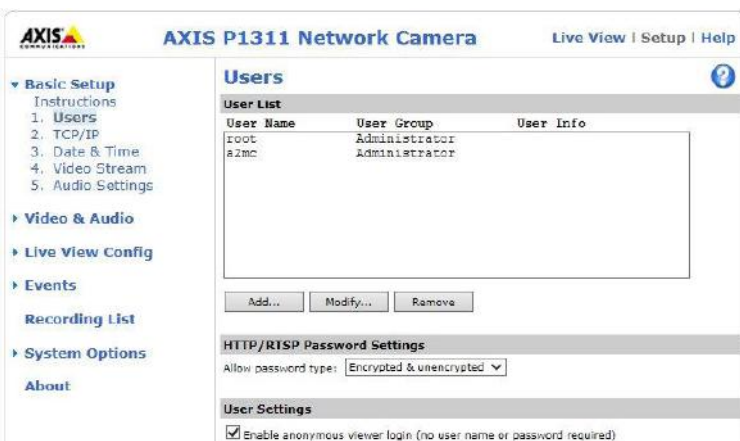 AXIS
COMMUNICATIONS
AXIS P1311 Network Camera
Live View | Setup | Help
Basic Setup
Instructions
1. Users
2. TCP/IP
3. Date & Time
4. Video Stream
5. Audio Settings
Video & Audio
Live View Config
Events
Recording List
System Options
About
Users
User List
User Name User Group User Info
root Administrator
a2mc Administrator
Add... Modify... Remove
HTTP/RTSP Password Settings
Allow password type: Encrypted & unencrypted
User Settings
Enable anonymous viewer login (no user name or password required)